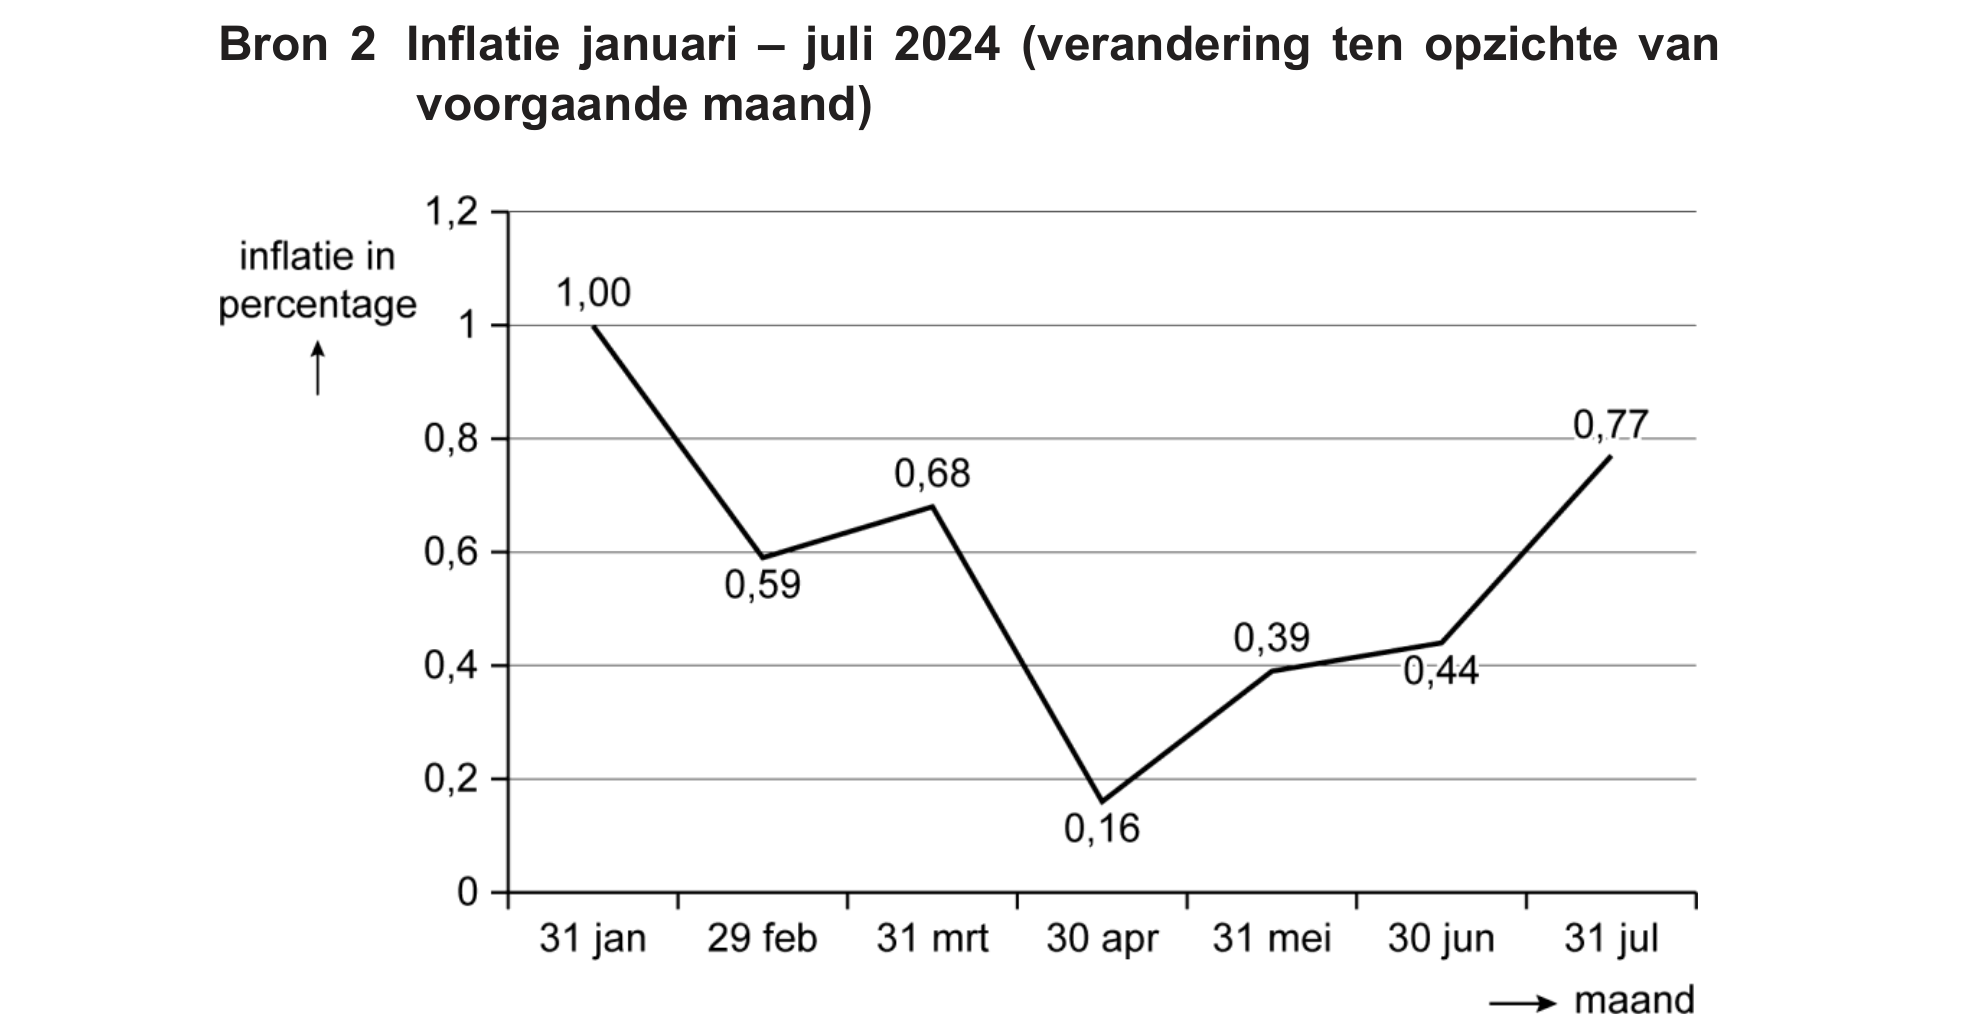 Bron 2 Inflatie januari – juli 2024 (verandering ten opzichte van
voorgaande maand)
inflatie in
percentage
1,2
1
0,8
0,6
0,4
0,2
0
1,00
0,59
0,68
0,16
0,39
0,44
0,77
31 jan 29 feb 31 mrt 30 apr 31 mei 30 jun 31 jul
maand